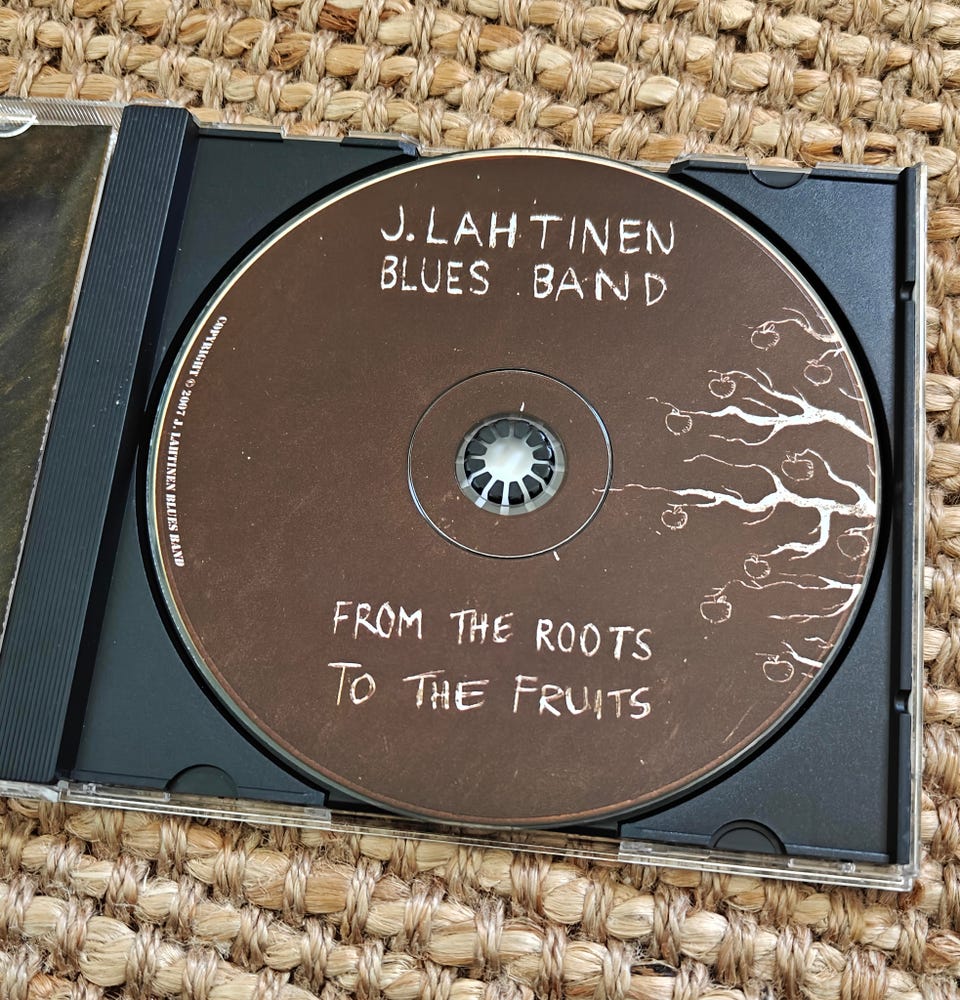 J. LAHTINEN
BLUES BAND
COPYRIGHT © 2007 J. LAHTINEN BLUES BAND
FROM THE ROOTS
TO THE FRUITS